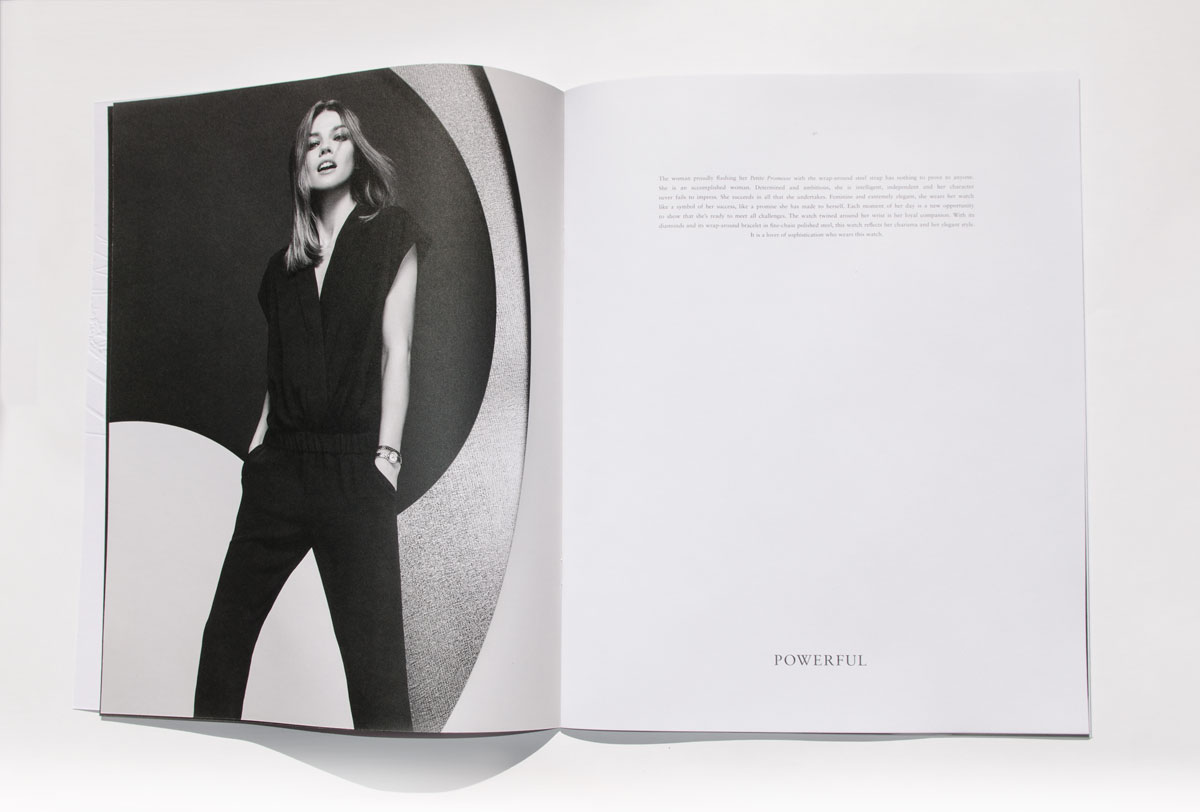 The woman proudly flashing her Petite Promesse with the wrap-around steel strap has nothing to prove to anyone.
She is an accomplished woman. Determined and ambitious, she is intelligent, independent and her character
never fails to impress. She succeeds in all that she undertakes. Feminine and extremely elegant, she wears her watch
like a symbol of her success, like a promise she has made to herself. Each moment of her day is a new opportunity
to show that she's ready to meet all challenges. The watch twined around her wrist is her loyal companion. With its
diamonds and its wrap-around bracelet in fine-chain polished steel, this watch reflects her charisma and her elegant style.
It is a lover of sophistication who wears this watch.
POWERFUL